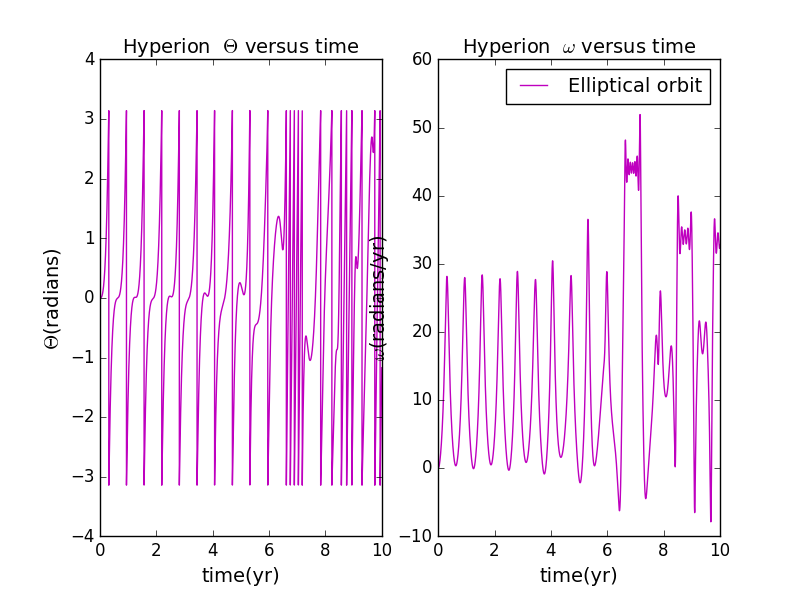 Hyperion Θ versus time
4
3
2
1
0
−1
−2
−3
−4
Θ(radians)
0 2 4 6 8 10
time(yr)
Hyperion ω versus time
Elliptical orbit
60
50
40
30
20
10
0
−10
ω(radians/yr)
0 2 4 6 8 10
time(yr)